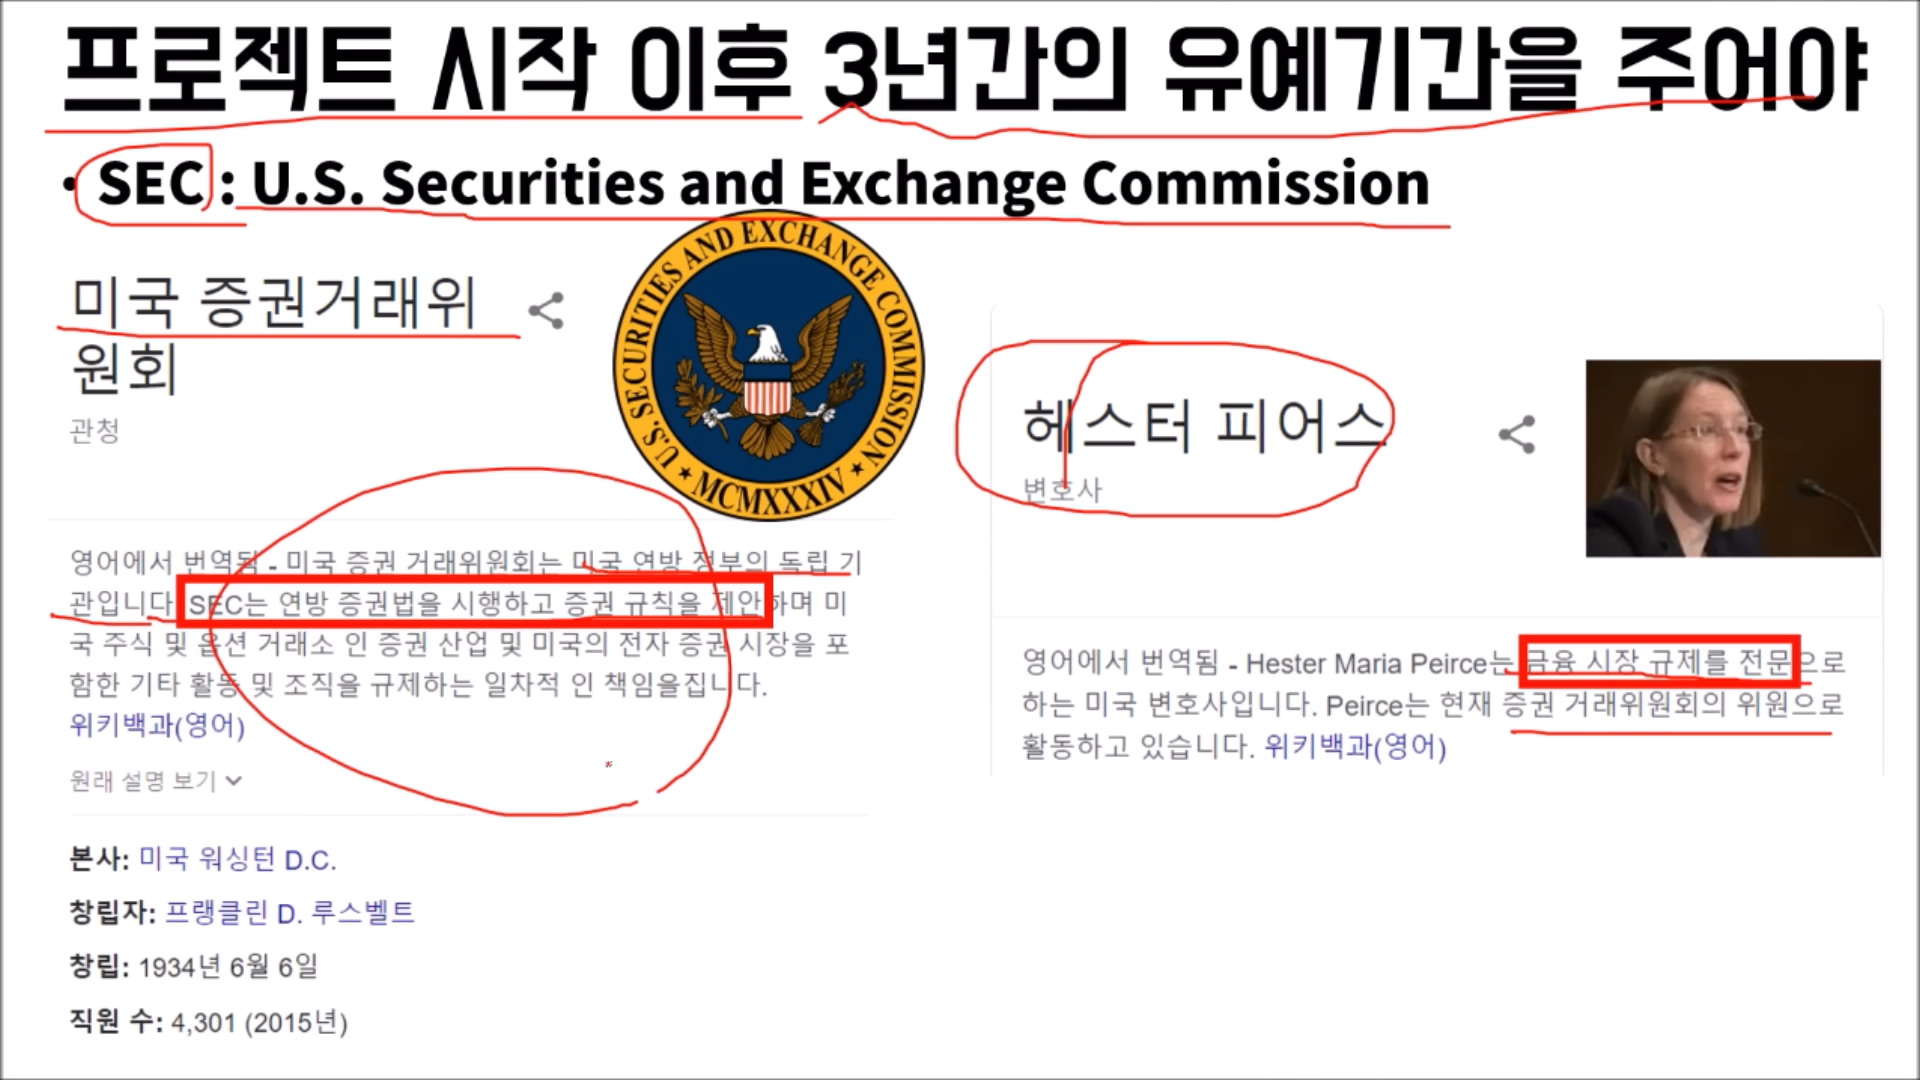 프로젝트 시작 이후 3년간의 유예기간을 주어야
• SEC : U.S. Securities and Exchange Commission
미국 증권거래위
원회
관청
U.S. SECURITIES AND EXCHANGE COMMISSION
MCMXXXIV
영어에서 번역됨 - 미국 증권 거래위원회는 미국 연방 정부의 독립 기
관입니다. SEC는 연방 증권법을 시행하고 증권 규칙을 제안하며 미
국 주식 및 옵션 거래소 인 증권 산업 및 미국의 전자 증권 시장을 포
함한 기타 활동 및 조직을 규제하는 일차적 인 책임을집니다.
위키백과(영어)
원래 설명 보기
본사: 미국 워싱턴 D.C.
창립자: 프랭클린 D. 루스벨트
창립: 1934년 6월 6일
직원 수: 4,301 (2015년)
헤스터 피어스
변호사
영어에서 번역됨 - Hester Maria Peirce는 금융 시장 규제를 전문으로
하는 미국 변호사입니다. Peirce는 현재 증권 거래위원회의 위원으로
활동하고 있습니다. 위키백과(영어)